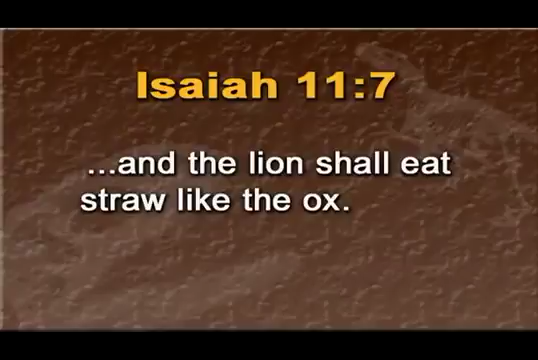 Isaiah 11:7
...and the lion shall eat
straw like the ox.